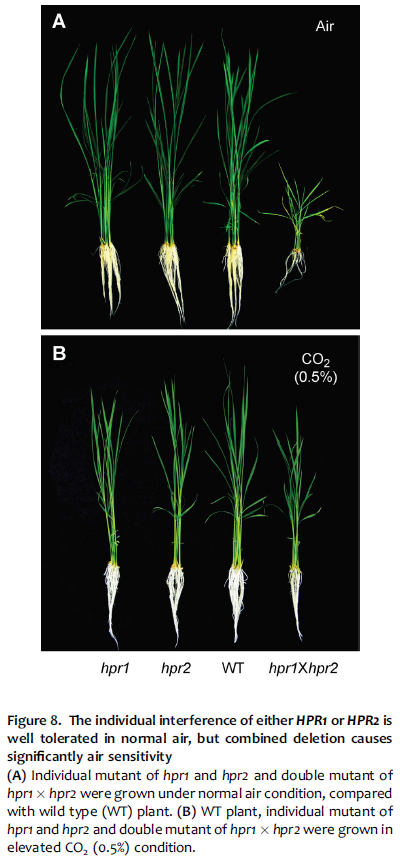 A
Air
B
CO2
(0.5%)
hpr1 hpr2 WT hpr1Xhpr2
Figure 8. The individual interference of either HPR1 or HPR2 is
well tolerated in normal air, but combined deletion causes
significantly air sensitivity
(A) Individual mutant of hpr1 and hpr2 and double mutant of
hpr1 × hpr2 were grown under normal air condition, compared
with wild type (WT) plant. (B) WT plant, individual mutant of
hpr1 and hpr2 and double mutant of hpr1 × hpr2 were grown in
elevated CO2 (0.5%) condition.